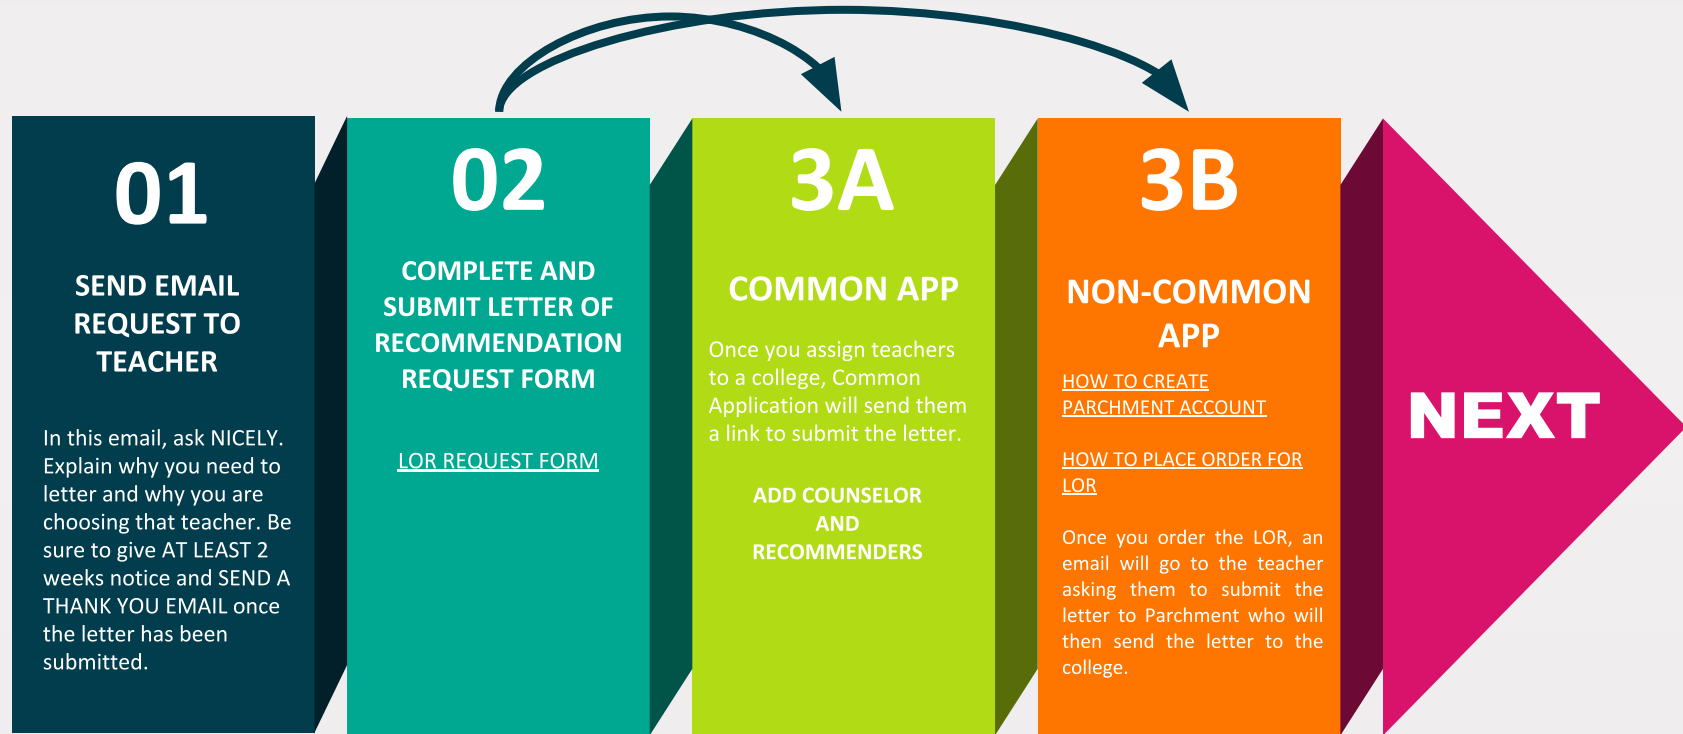 01
SEND EMAIL
REQUEST TO
TEACHER
In this email, ask NICELY.
Explain why you need to
letter and why you are
choosing that teacher. Be
sure to give AT LEAST 2
weeks notice and SEND A
THANK YOU EMAIL once
the letter has been
submitted.
02
COMPLETE AND
SUBMIT LETTER OF
RECOMMENDATION
REQUEST FORM
LOR REQUEST FORM
3A
COMMON APP
Once you assign teachers
to a college, Common
Application will send them
a link to submit the letter.
ADD COUNSELOR
AND
RECOMMENDERS
3B
NON-COMMON
APP
HOW TO CREATE
PARCHMENT ACCOUNT
HOW TO PLACE ORDER FOR
LOR
Once you order the LOR, an
email will go to the teacher
asking them to submit the
letter to Parchment who will
then send the letter to the
college.
NEXT